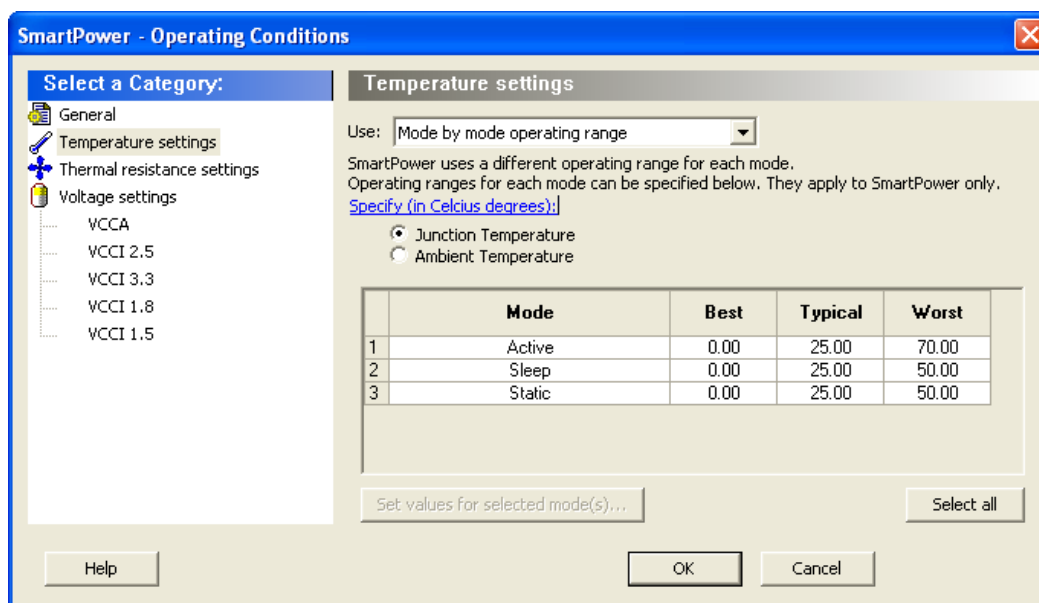 SmartPower - Operating Conditions
Select a Category:
General
Temperature settings
Thermal resistance settings
Voltage settings
VCCA
VCCI 2.5
VCCI 3.3
VCCI 1.8
VCCI 1.5
Temperature settings
Use: Mode by mode operating range
SmartPower uses a different operating range for each mode.
Operating ranges for each mode can be specified below. They apply to SmartPower only.
Specify (in Celcius degrees):
Junction Temperature
Ambient Temperature
Mode Best Typical Worst
1 Active 0.00 25.00 70.00
2 Sleep 0.00 25.00 50.00
3 Static 0.00 25.00 50.00
Set values for selected mode(s)... Select all
Help OK Cancel